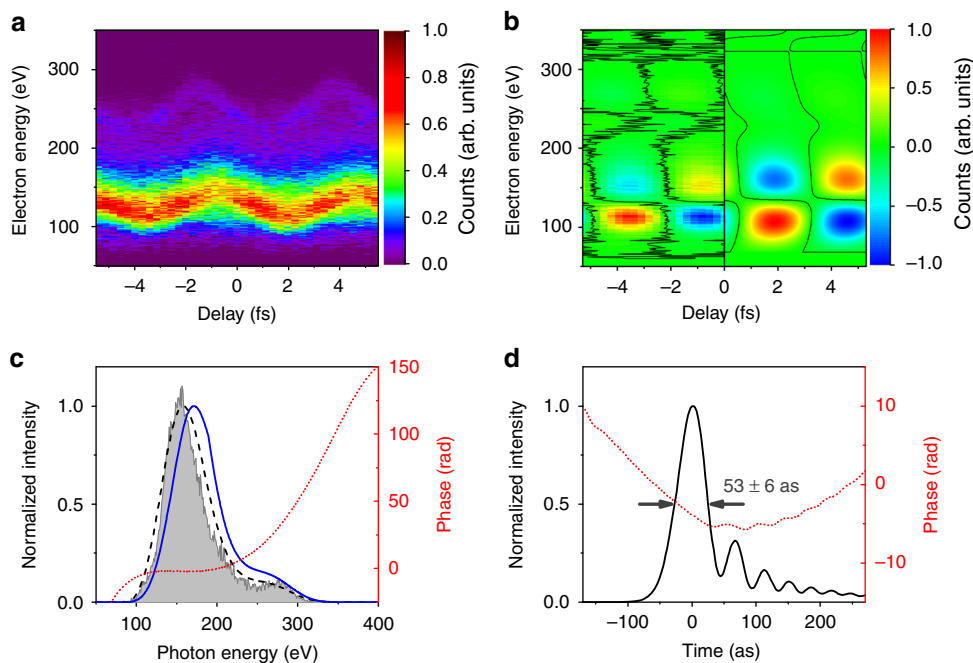 a
Electron energy (eV)
300
200
100
−4
−2
0
2
4
Delay (fs)
1.0
0.8
0.6
0.4
0.2
0.0
Counts (arb. units)
b
Electron energy (eV)
300
200
100
−4
−2
0
2
4
Delay (fs)
1.0
0.5
0.0
−0.5
−1.0
Counts (arb. units)
c
Normalized intensity
1.0
0.5
0.0
100
200
300
400
Photon energy (eV)
150
100
50
0
Phase (rad)
d
Normalized intensity
1.0
0.5
0.0
53 ± 6 as
−100
0
100
200
Time (as)
10
0
−10
Phase (rad)